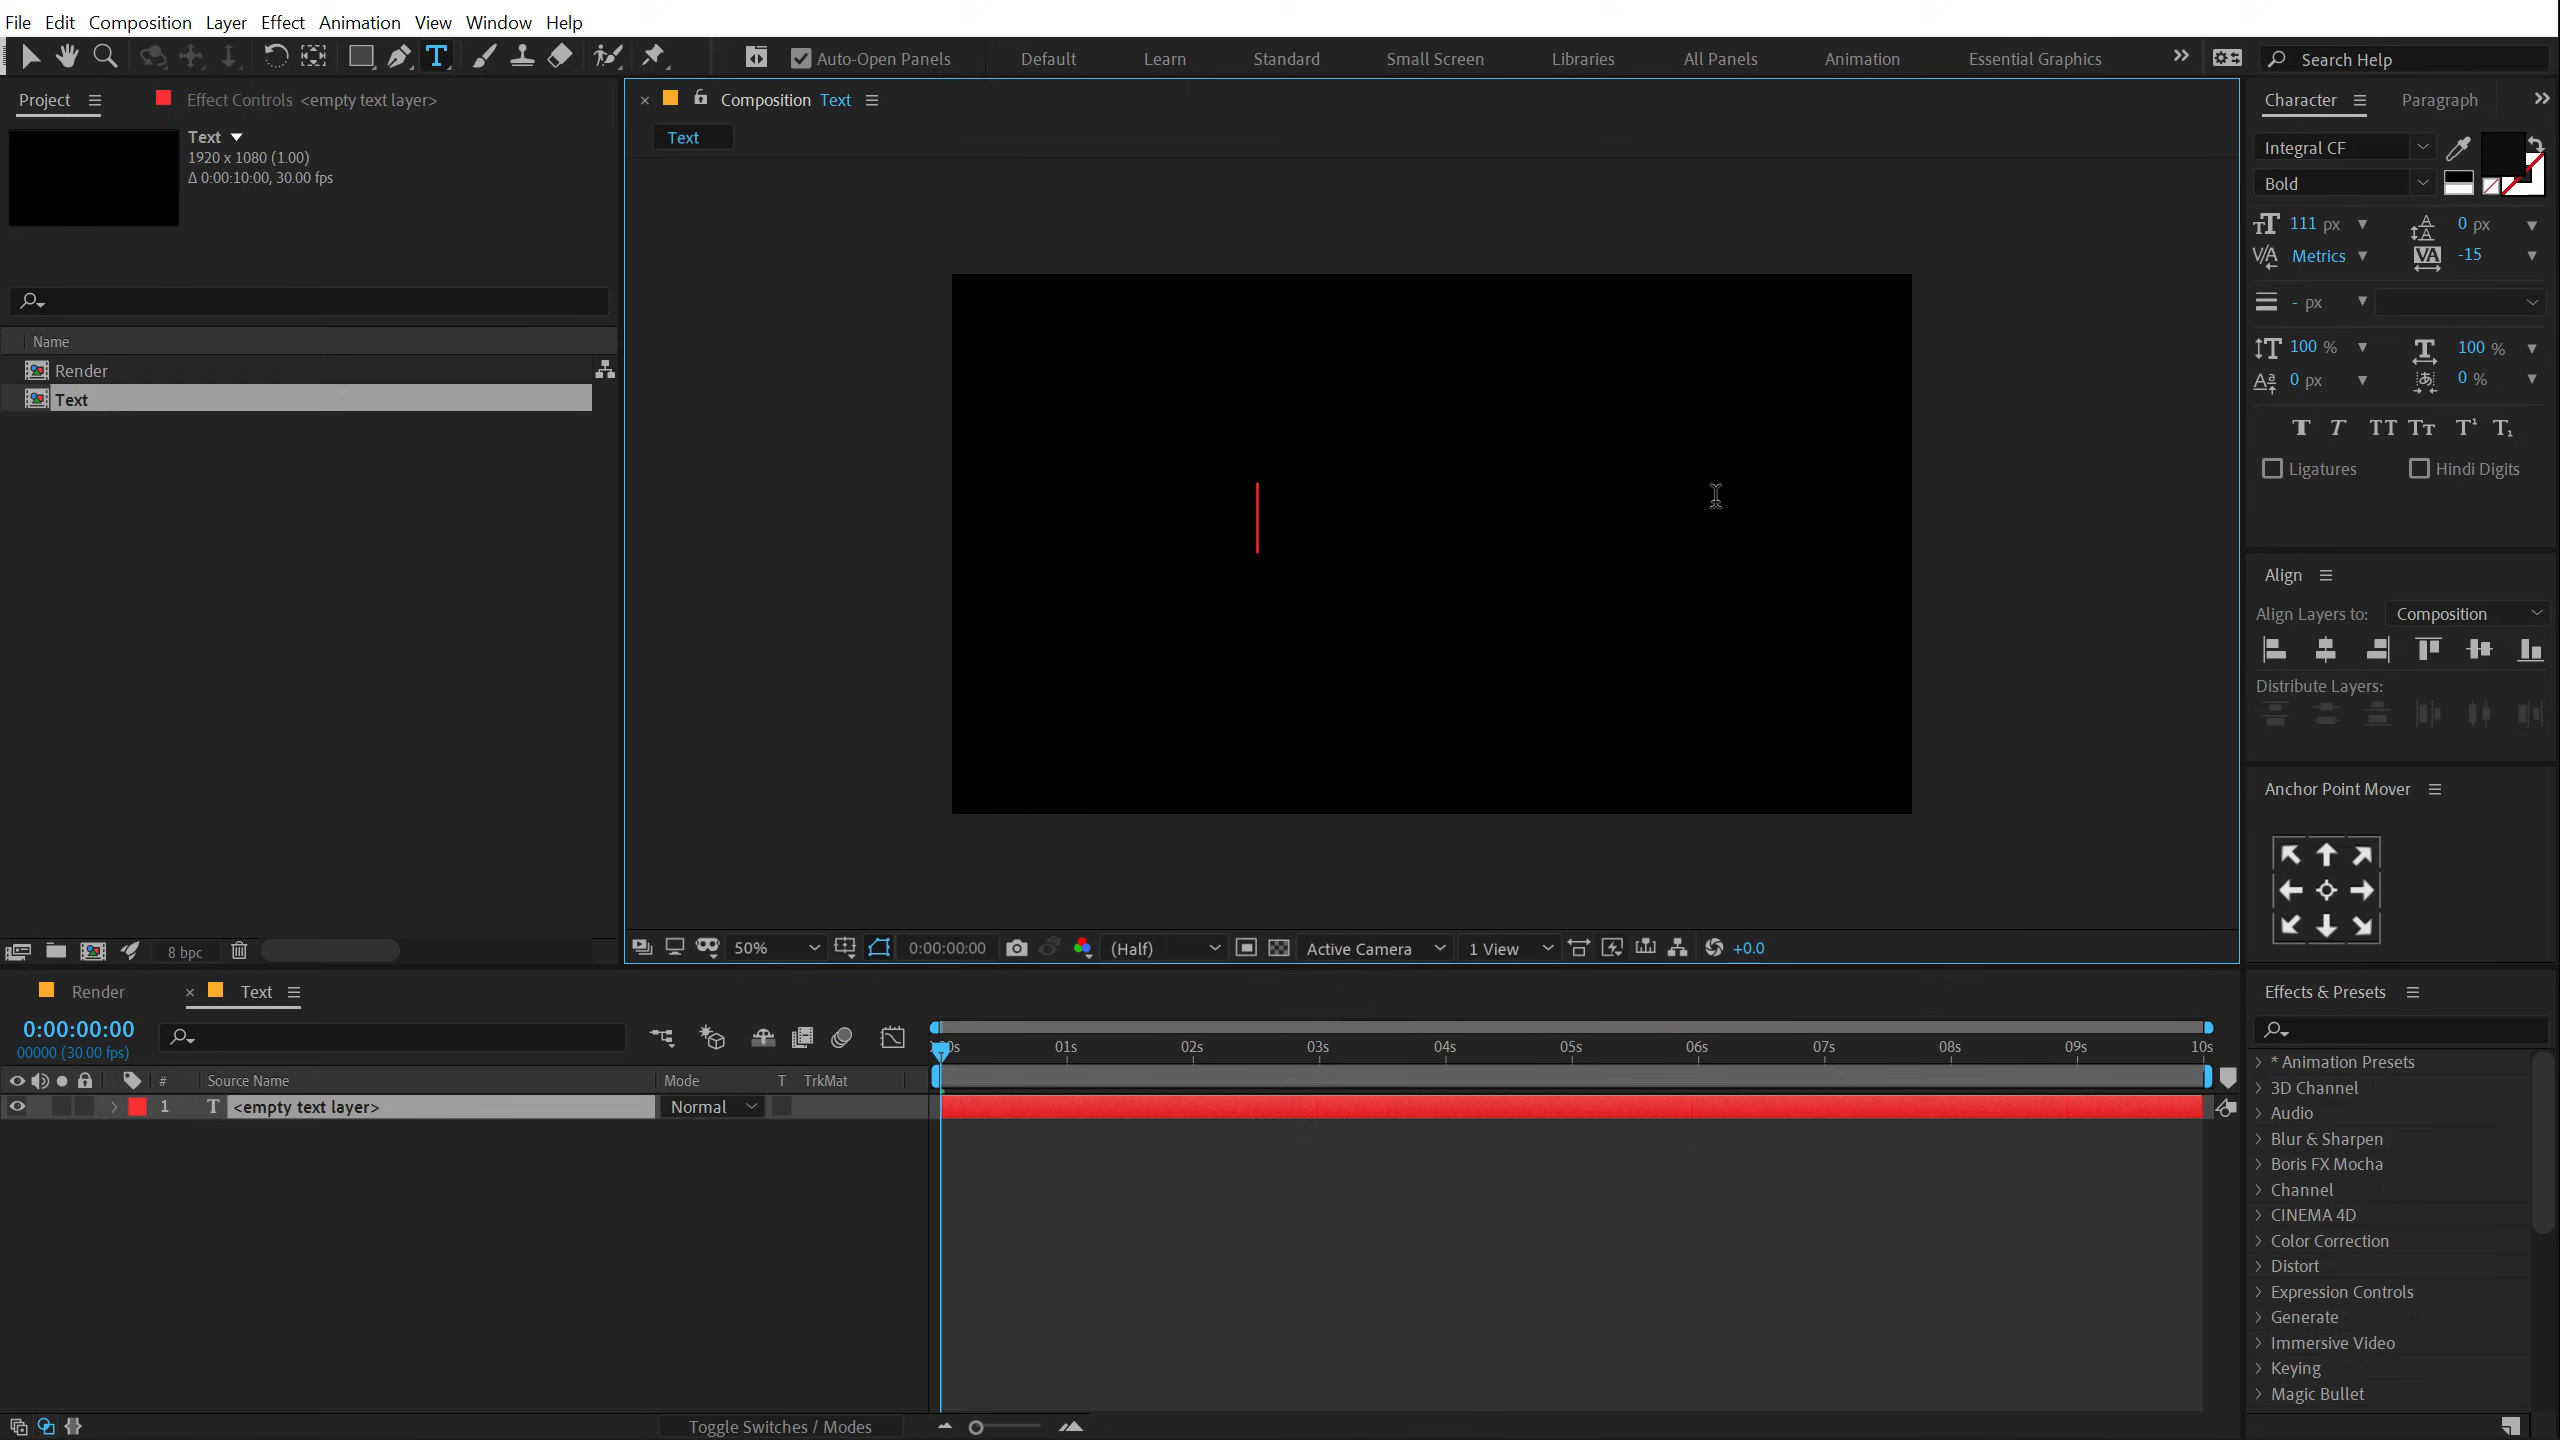 File Edit Composition Layer Effect Animation View Window Help
Auto-Open Panels Default Learn Standard Small Screen Libraries All Panels Animation Essential Graphics Search Help
Project Effect Controls <empty text layer>
Text
1920 x 1080 (1.00)
Δ 0:00:10:00, 30.00 fps
Name
Render
Text
8 bpc
Composition Text
Text
50% 0:00:00:00 (Half) Active Camera 1 View +0.0
Character Paragraph
Integral CF
Bold
111 px 0 px
Metrics -15
- px
100 % 100 %
0 px 0 %
Ligatures Hindi Digits
Align
Align Layers to: Composition
Distribute Layers:
Anchor Point Mover
Render Text
0:00:00:00
00000 (30.00 fps)
# Source Name Mode T TrkMat
1 <empty text layer> Normal
01s 02s 03s 04s 05s 06s 07s 08s 09s 10s
Toggle Switches / Modes
Effects & Presets
* Animation Presets
3D Channel
Audio
Blur & Sharpen
Boris FX Mocha
Channel
CINEMA 4D
Color Correction
Distort
Expression Controls
Generate
Immersive Video
Keying
Magic Bullet